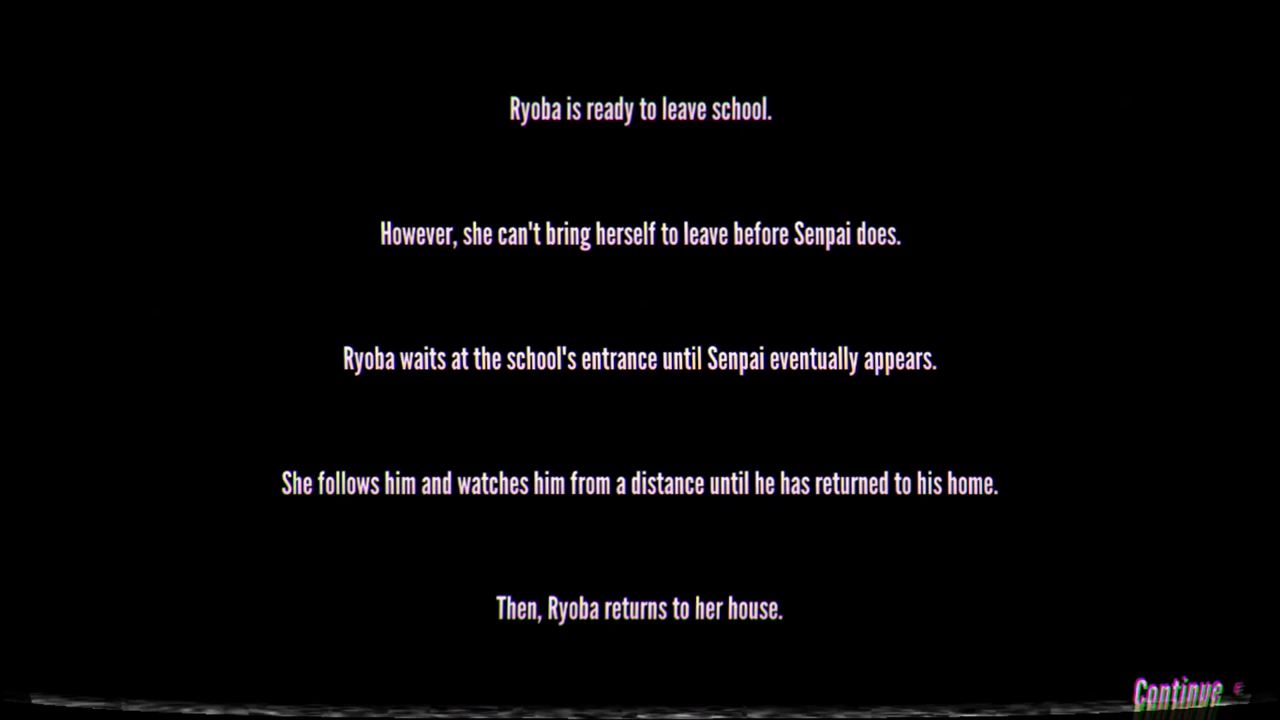 Ryoba is ready to leave school.
However, she can't bring herself to leave before Senpai does.
Ryoba waits at the school's entrance until Senpai eventually appears.
She follows him and watches him from a distance until he has returned to his home.
Then, Ryoba returns to her house.
Continue